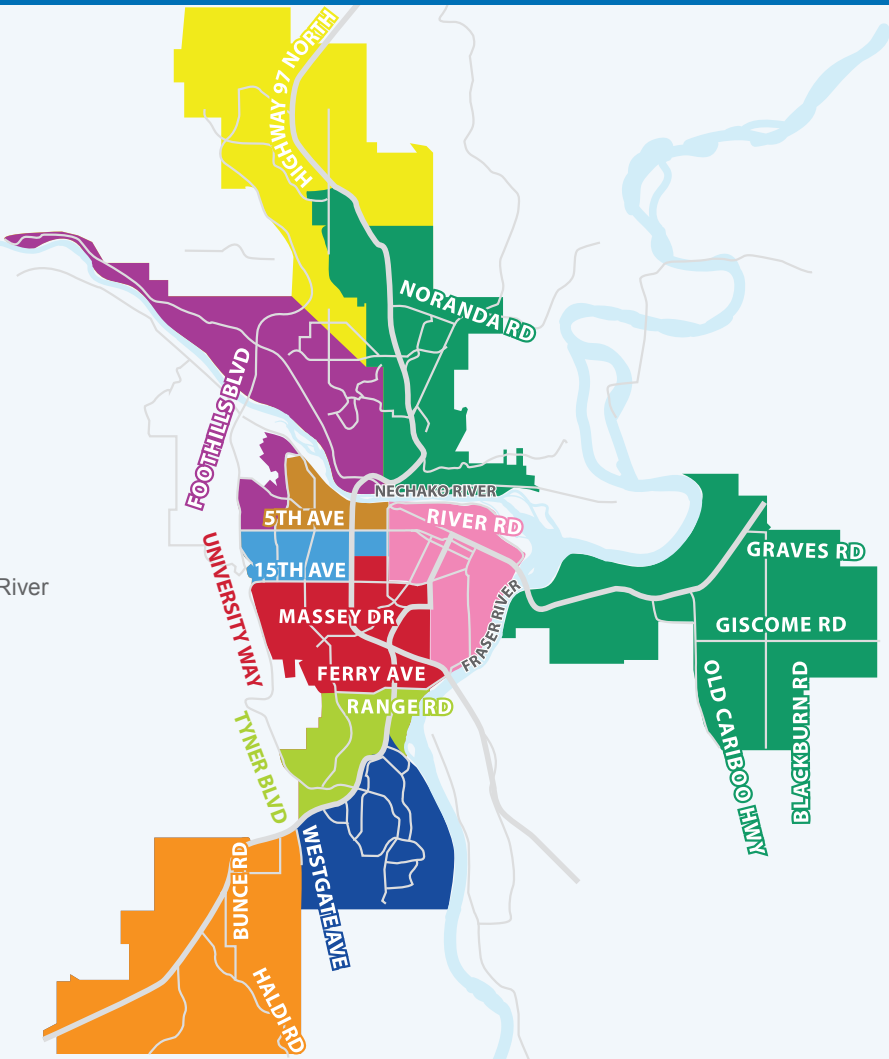 HIGHWAY 97 NORTH
NORANDA RD
FOOTHILLS BLVD
NECHAKO RIVER
5TH AVE
RIVER RD
UNIVERSITY WAY
15TH AVE
GRAVES RD
River
MASSEY DR
FRASER RIVER
GISCOME RD
FERRY AVE
RANGE RD
OLD CARIBOO HWY
BLACKBURN RD
TYNER BLVD
WESTGATE AVE
BUNCE RD
HALDI RD